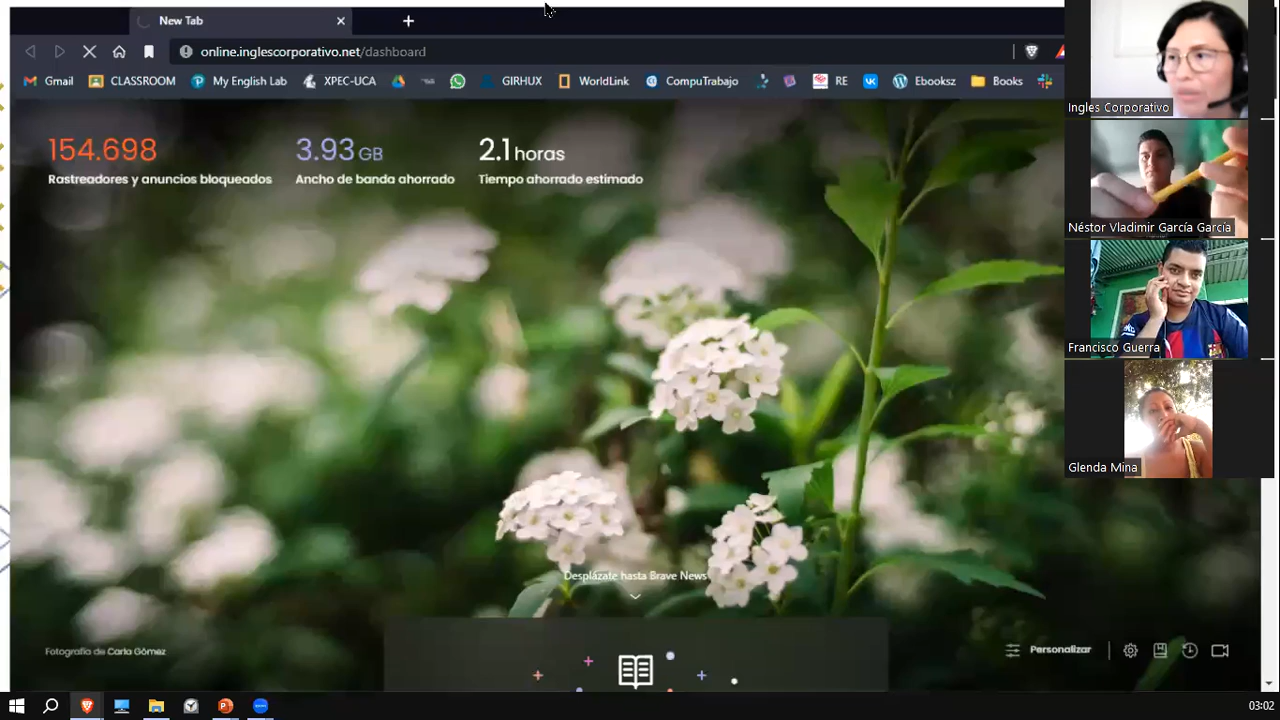 New Tab
online.inglescorporativo.net/dashboard
Gmail CLASSROOM My English Lab XPEC-UCA GIRHUX WorldLink CompuTrabajo RE Ebooksz Books
154.698
Rastreadores y anuncios bloqueados
3.93 GB
Ancho de banda ahorrado
2.1 horas
Tiempo ahorrado estimado
Ingles Corporativo
Néstor Vladimir García García
Francisco Guerra
Glenda Mina
Desplázate hasta Brave News
Fotografía de Carla Gómez
Personalizar
03:02